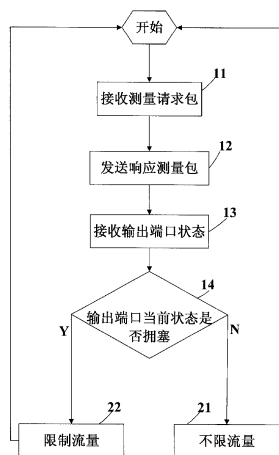 开始
11
接收测量请求包
12
发送响应测量包
13
接收输出端口状态
14
输出端口当前状态是
否拥塞
Y
N
22
21
限制流量
不限流量